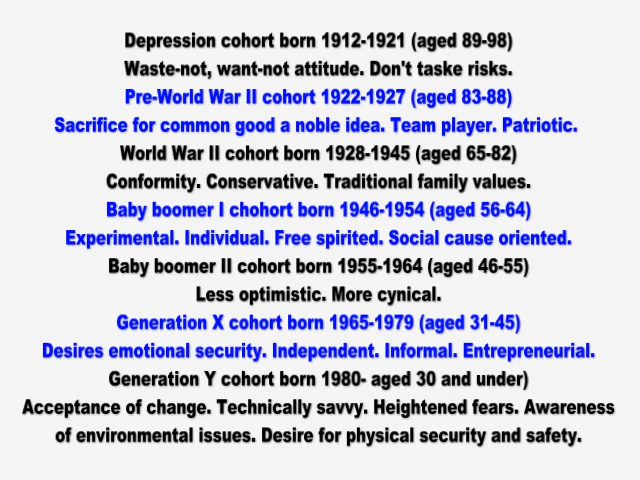 Depression cohort born 1912-1921 (aged 89-98)
Waste-not, want-not attitude. Don't taske risks.
Pre-World War II cohort 1922-1927 (aged 83-88)
Sacrifice for common good a noble idea. Team player. Patriotic.
World War II cohort born 1928-1945 (aged 65-82)
Conformity. Conservative. Traditional family values.
Baby boomer I chohort born 1946-1954 (aged 56-64)
Experimental. Individual. Free spirited. Social cause oriented.
Baby boomer II cohort born 1955-1964 (aged 46-55)
Less optimistic. More cynical.
Generation X cohort born 1965-1979 (aged 31-45)
Desires emotional security. Independent. Informal. Entrepreneurial.
Generation Y cohort born 1980- aged 30 and under)
Acceptance of change. Technically savvy. Heightened fears. Awareness
of environmental issues. Desire for physical security and safety.